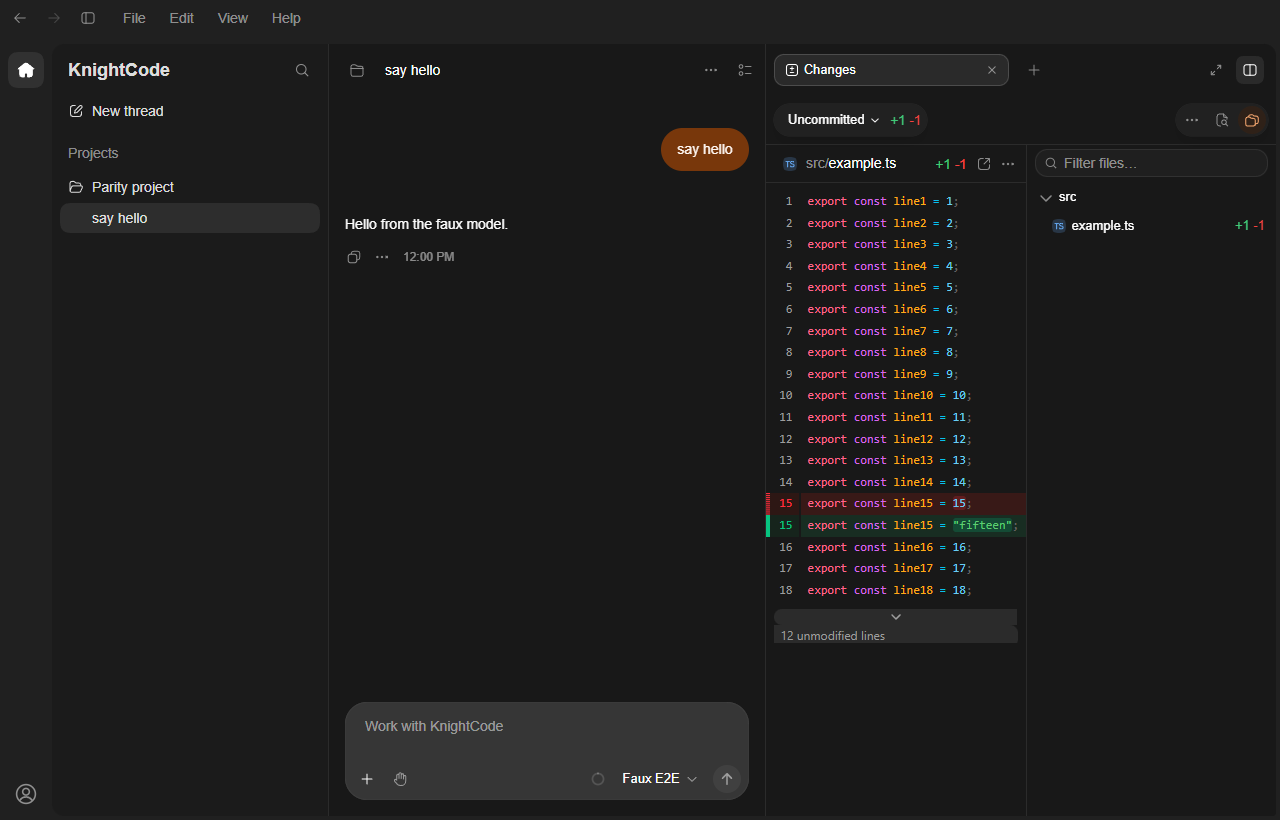 File Edit View Help
KnightCode
New thread
Projects
Parity project
say hello
say hello
say hello
Hello from the faux model.
12:00 PM
Work with KnightCode
Faux E2E
Changes
Uncommitted +1 -1
TS src/example.ts +1 -1
1 export const line1 = 1;
2 export const line2 = 2;
3 export const line3 = 3;
4 export const line4 = 4;
5 export const line5 = 5;
6 export const line6 = 6;
7 export const line7 = 7;
8 export const line8 = 8;
9 export const line9 = 9;
10 export const line10 = 10;
11 export const line11 = 11;
12 export const line12 = 12;
13 export const line13 = 13;
14 export const line14 = 14;
15 export const line15 = 15;
15 export const line15 = "fifteen";
16 export const line16 = 16;
17 export const line17 = 17;
18 export const line18 = 18;
12 unmodified lines
Filter files...
src
TS example.ts +1 -1